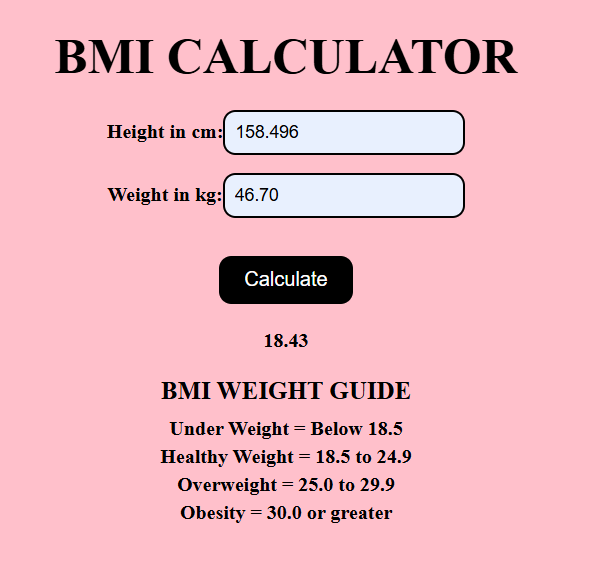 BMI CALCULATOR
Height in cm: 158.496
Weight in kg: 46.70
Calculate
18.43
BMI WEIGHT GUIDE
Under Weight = Below 18.5
Healthy Weight = 18.5 to 24.9
Overweight = 25.0 to 29.9
Obesity = 30.0 or greater